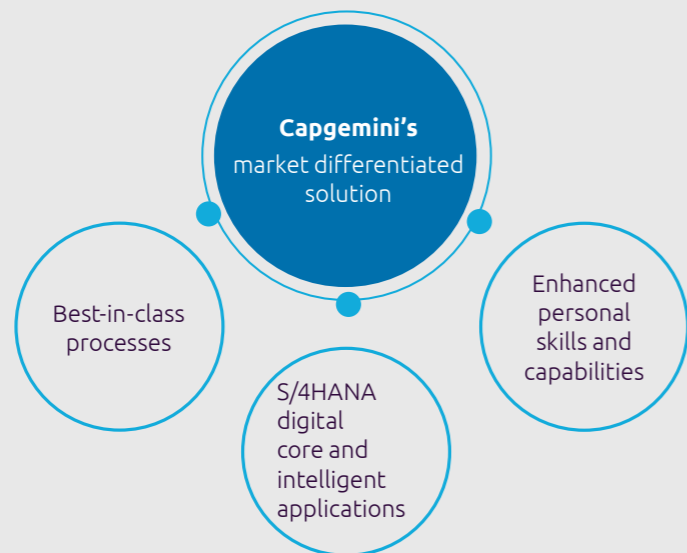 Capgemini’s
market differentiated
solution
Best-in-class
processes
S/4HANA
digital
core and
intelligent
applications
Enhanced
personal
skills and
capabilities